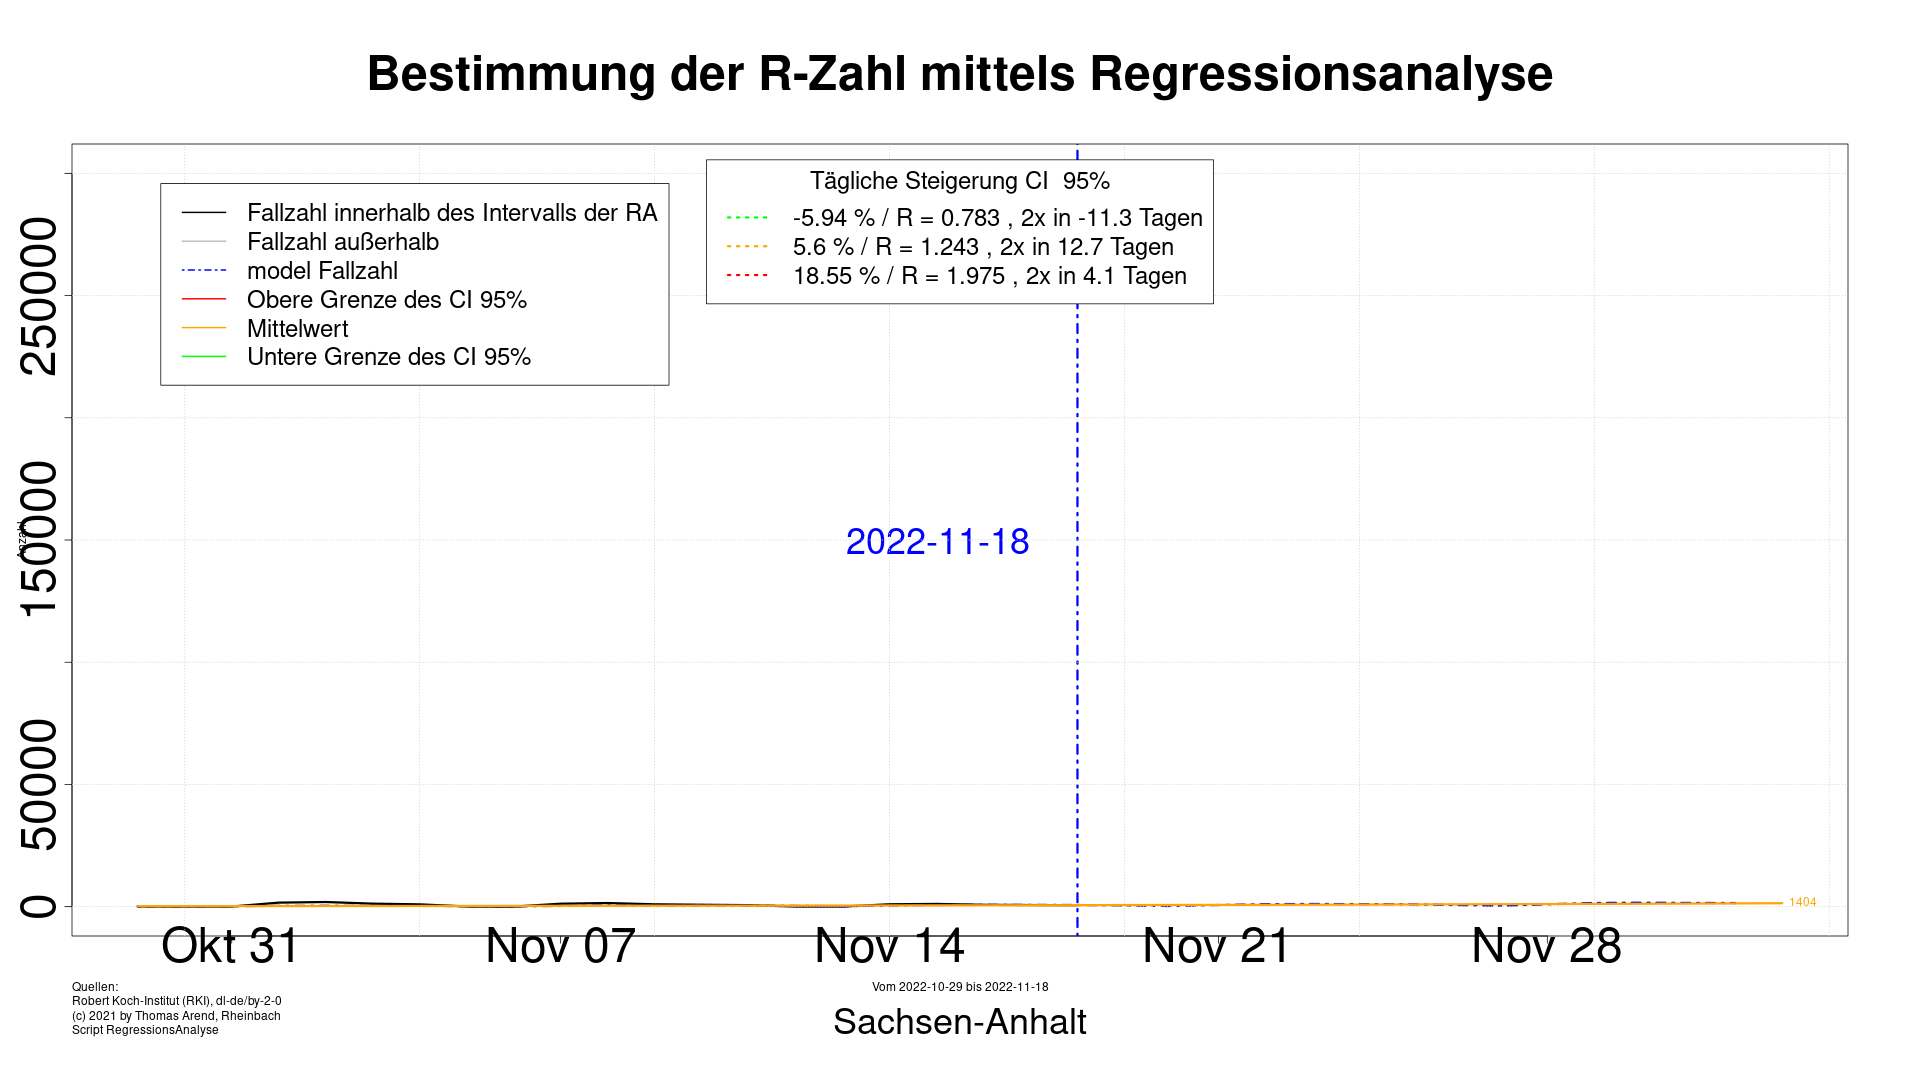 Bestimmung der R-Zahl mittels Regressionsanalyse
Fallzahl innerhalb des Intervalls der RA
Fallzahl außerhalb
model Fallzahl
Obere Grenze des CI 95%
Mittelwert
Untere Grenze des CI 95%
Tägliche Steigerung CI  95%
-5.94 % / R = 0.783 , 2x in -11.3 Tagen
5.6 % / R = 1.243 , 2x in 12.7 Tagen
18.55 % / R = 1.975 , 2x in 4.1 Tagen
250000
150000
50000
0
Anzahl
2022-11-18
1404
Okt 31
Nov 07
Nov 14
Nov 21
Nov 28
Quellen:
Robert Koch-Institut (RKI), dl-de/by-2-0
(c) 2021 by Thomas Arend, Rheinbach
Script RegressionsAnalyse
Vom 2022-10-29 bis 2022-11-18
Sachsen-Anhalt